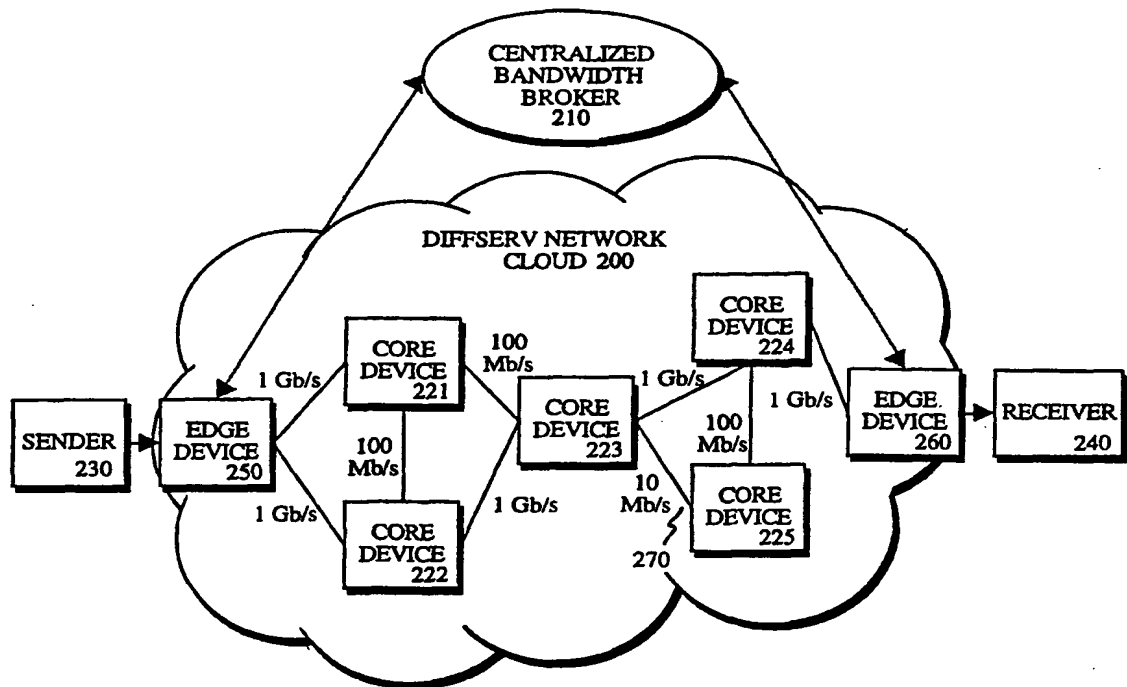 CENTRALIZED
BANDWIDTH
BROKER
210
DIFFSERV NETWORK
CLOUD 200
CORE
DEVICE
224
CORE
DEVICE
221
100
Mb/s
1 Gb/s
1 Gb/s
1 Gb/s
CORE
DEVICE
223
SENDER
230
EDGE
DEVICE
250
100
Mb/s
100
Mb/s
EDGE.
DEVICE
260
RECEIVER
240
1 Gb/s
1 Gb/s
10
Mb/s
CORE
DEVICE
222
CORE
DEVICE
225
270